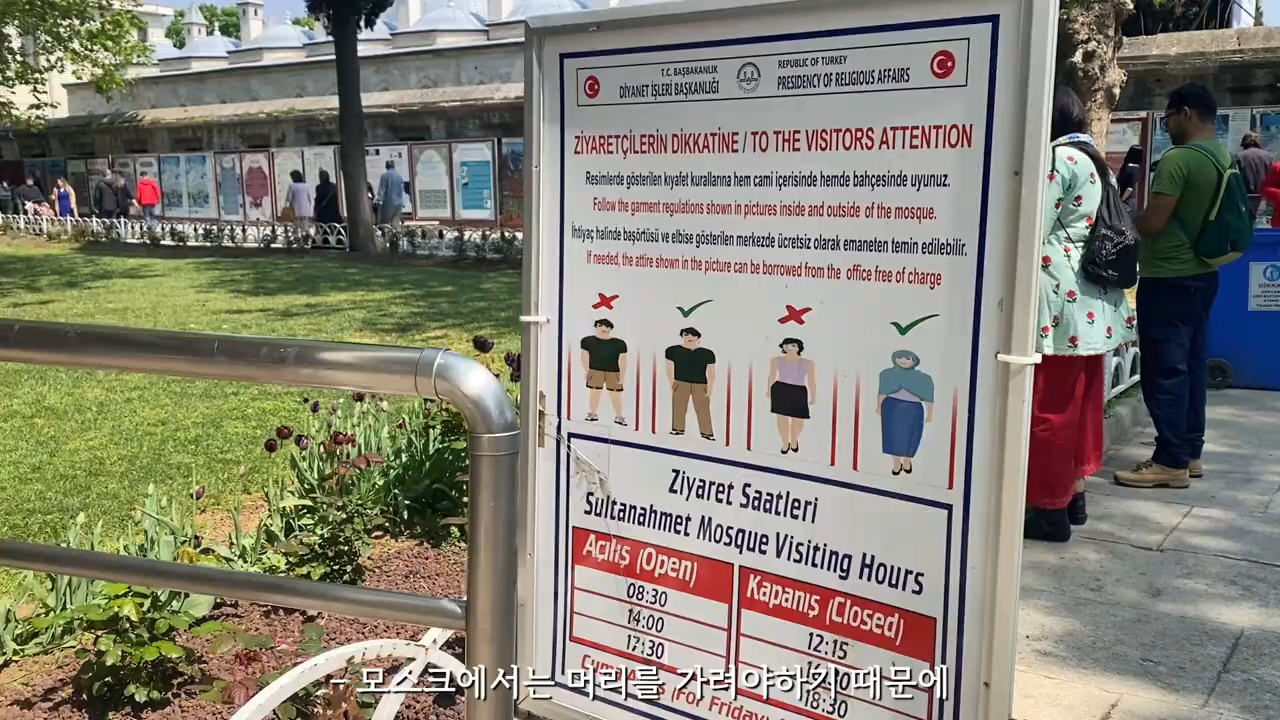 T.C. BAŞBAKANLIK
DİYANET İŞLERİ BAŞKANLIĞI
REPUBLIC OF TURKEY
PRESIDENCY OF RELIGIOUS AFFAIRS
ZİYARETÇİLERİN DİKKATİNE / TO THE VISITORS ATTENTION
Resimlerde gösterilen kıyafet kurallarına hem cami içerisinde hemde bahçesinde uyunuz.
Follow the garment regulations shown in pictures inside and outside of the mosque.
İhtiyaç halinde başörtüsü ve elbise gösterilen merkezde ücretsiz olarak emaneten temin edilebilir.
If needed, the attire shown in the picture can be borrowed from the office free of charge
Ziyaret Saatleri
Sultanahmet Mosque Visiting Hours
Açılış (Open)
08:30
14:00
17:30
Kapanış (Closed)
12:15
18:30
(For Friday)
- 모스크에서는 머리를 가려야하기 때문에